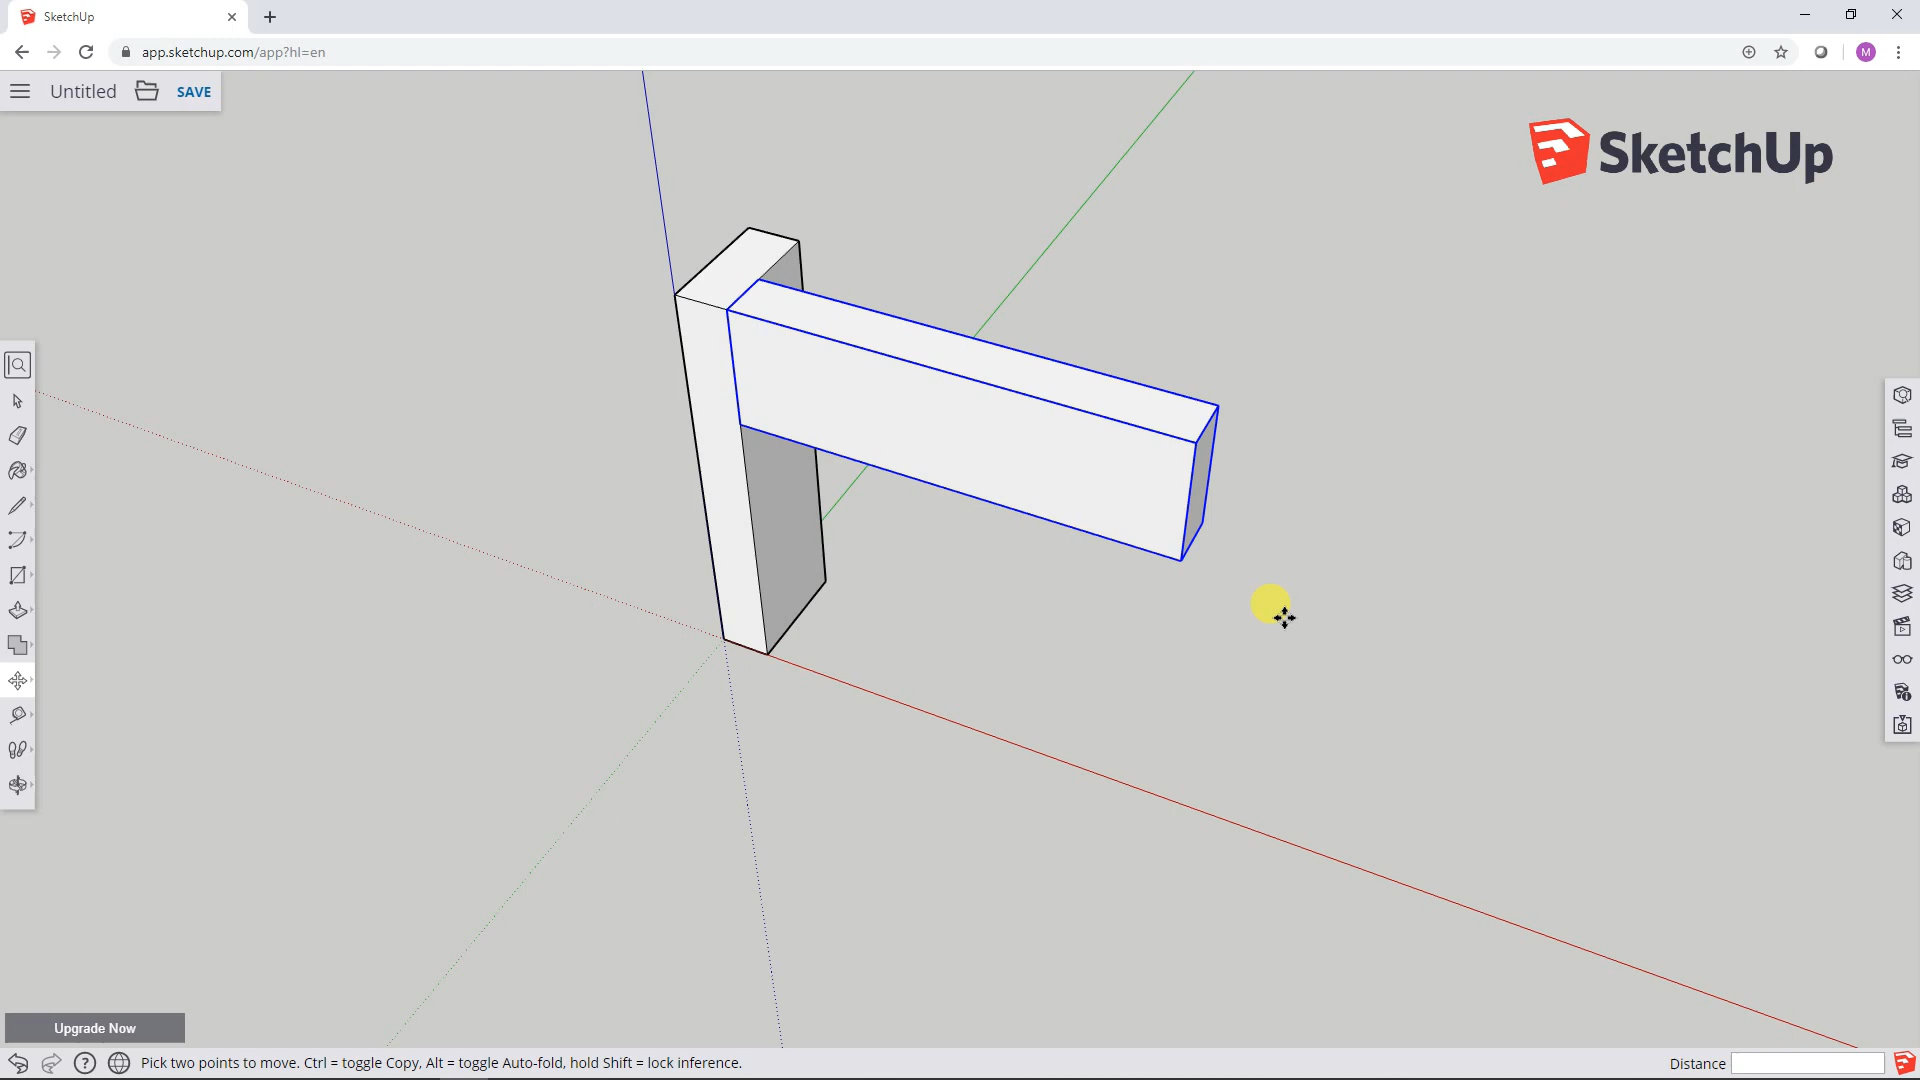 SketchUp
app.sketchup.com/app?hl=en
M
Untitled
SAVE
SketchUp
Upgrade Now
Pick two points to move. Ctrl = toggle Copy, Alt = toggle Auto-fold, hold Shift = lock inference.
Distance